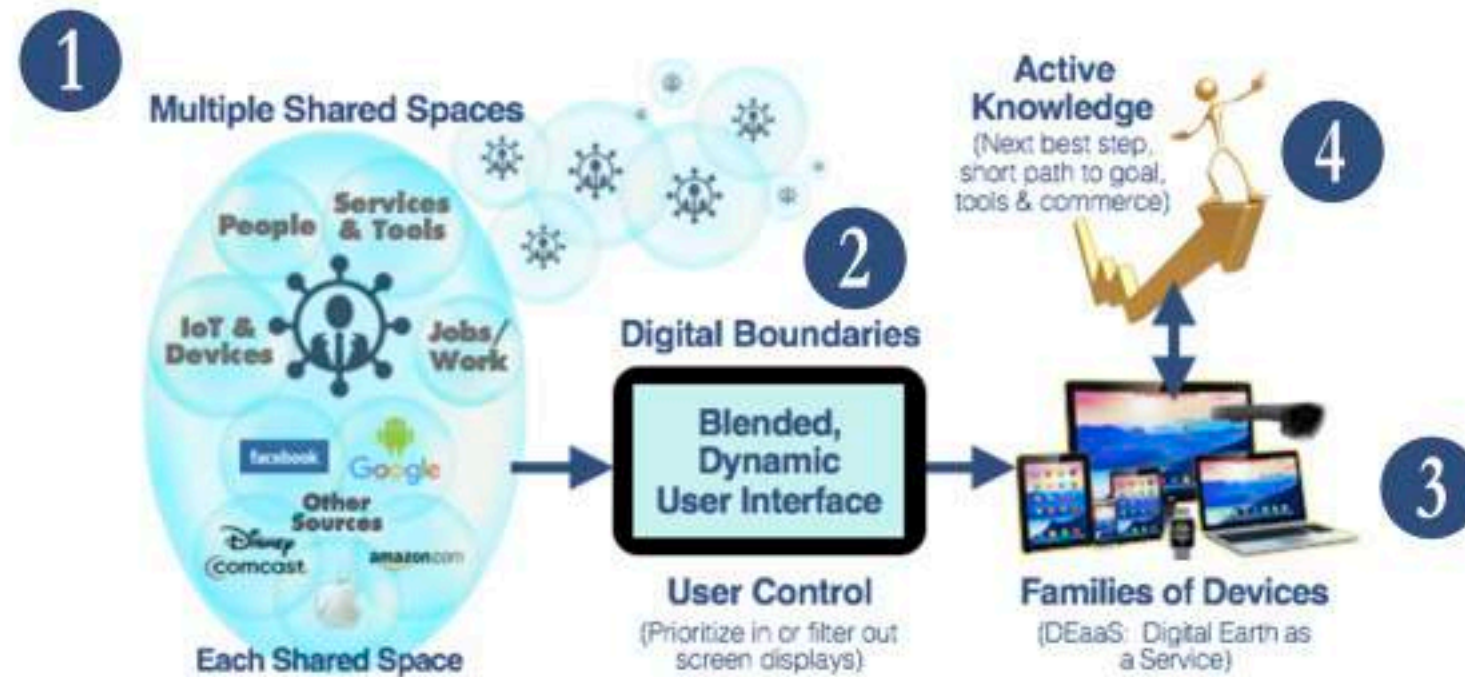 1
Multiple Shared Spaces
People
Services
& Tools
IoT &
Devices
Jobs/
Work
facebook
Google
Other
Sources
Disney
comcast
amazon.com
Each Shared Space
2
Digital Boundaries
Blended,
Dynamic
User Interface
User Control
(Prioritize in or filter out
screen displays)
Active
Knowledge
(Next best step,
short path to goal,
tools & commerce)
4
3
Families of Devices
(DEaaS: Digital Earth as
a Service)